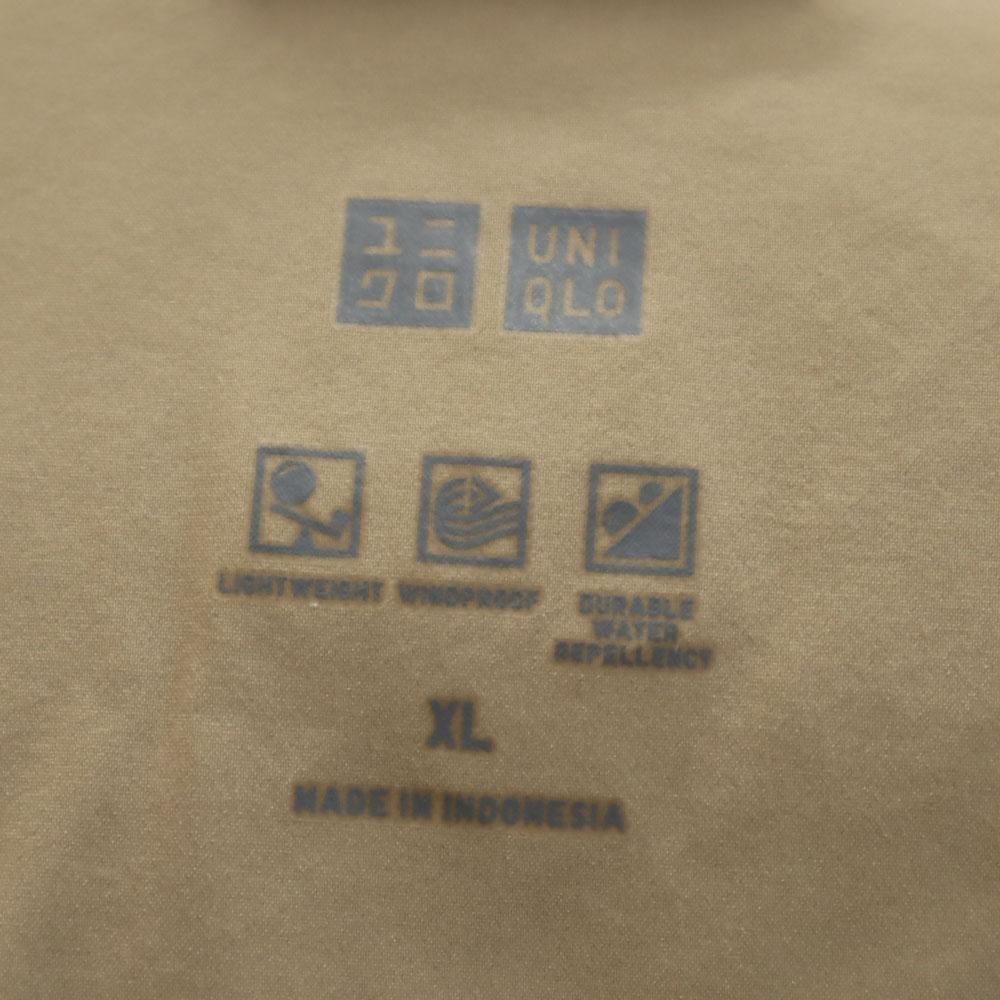 ユニ UNI
クロ QLO
LIGHTWEIGHT WINDPROOF DURABLE
WATER
REPELLENCY
XL
MADE IN INDONESIA